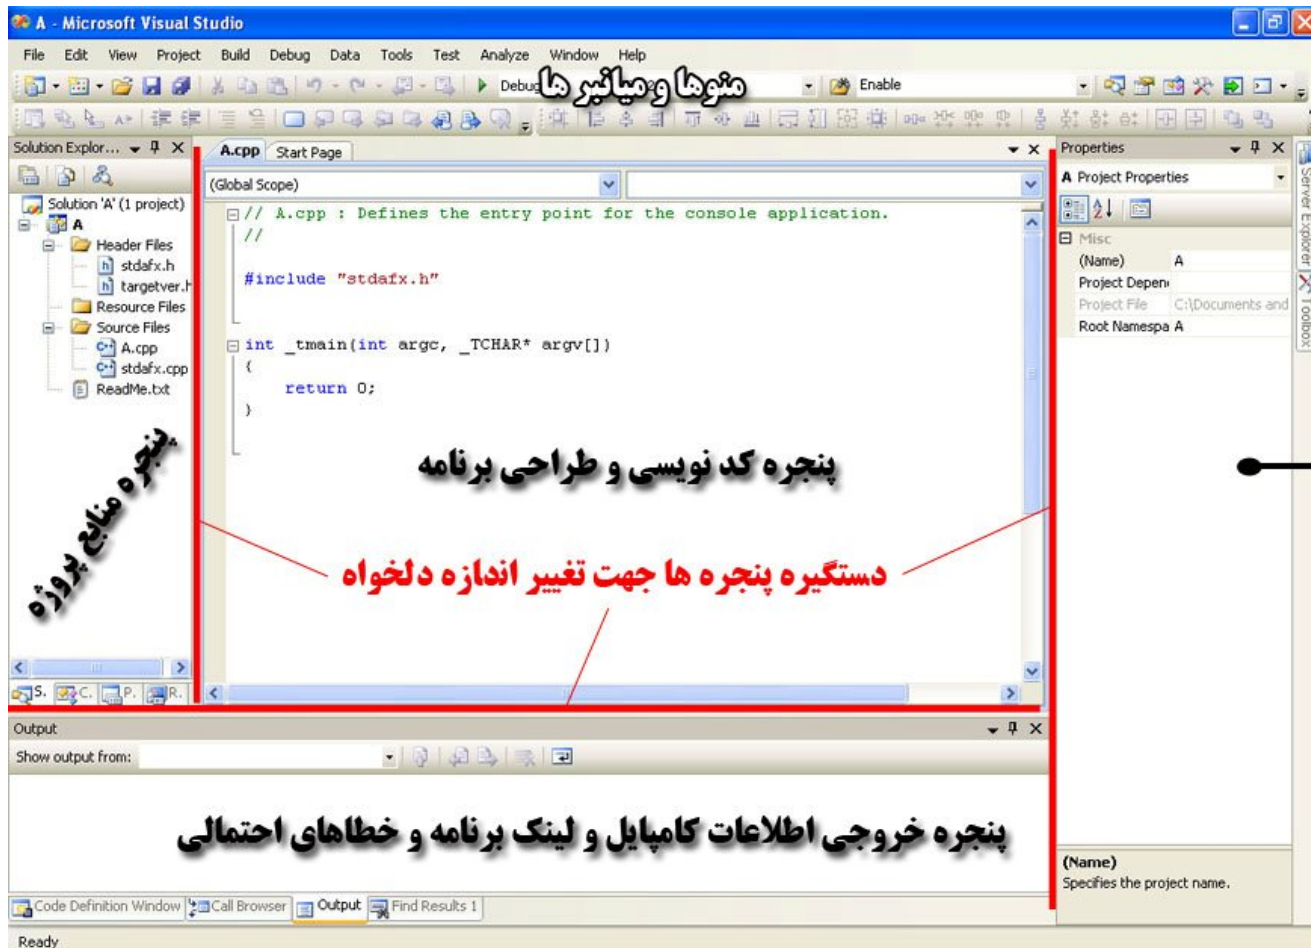 A - Microsoft Visual Studio
File Edit View Project Build Debug Data Tools Test Analyze Window Help
منوها و میانبر ها
Debug
Enable
Solution Explor...
Solution 'A' (1 project)
A
Header Files
stdafx.h
targetver.h
Resource Files
Source Files
A.cpp
stdafx.cpp
ReadMe.txt
پنجره منابع پروژه
S. C. P. R.
A.cpp Start Page
(Global Scope)
// A.cpp : Defines the entry point for the console application.
//
#include "stdafx.h"
int _tmain(int argc, _TCHAR* argv[])
{
return 0;
}
پنجره کد نویسی و طراحی برنامه
دستگیره پنجره ها جهت تغییر اندازه دلخواه
Properties
A Project Properties
Misc
(Name) A
Project Depen
Project File C:\Documents and
Root Namespa A
(Name)
Specifies the project name.
Server Explorer
Toolbox
Output
Show output from:
پنجره خروجی اطلاعات کامپایل و لینک برنامه و خطاهای احتمالی
Code Definition Window Call Browser Output Find Results 1
Ready